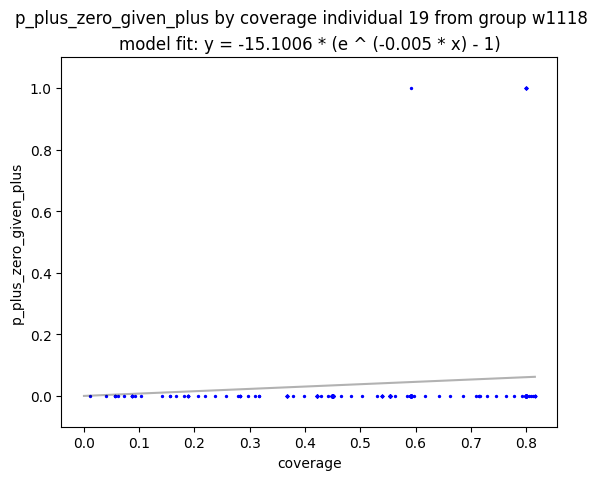 p_plus_zero_given_plus by coverage individual 19 from group w1118
model fit: y = -15.1006 * (e ^ (-0.005 * x) - 1)
1.0
0.8
0.6
0.4
0.2
0.0
p_plus_zero_given_plus
0.0 0.1 0.2 0.3 0.4 0.5 0.6 0.7 0.8
coverage